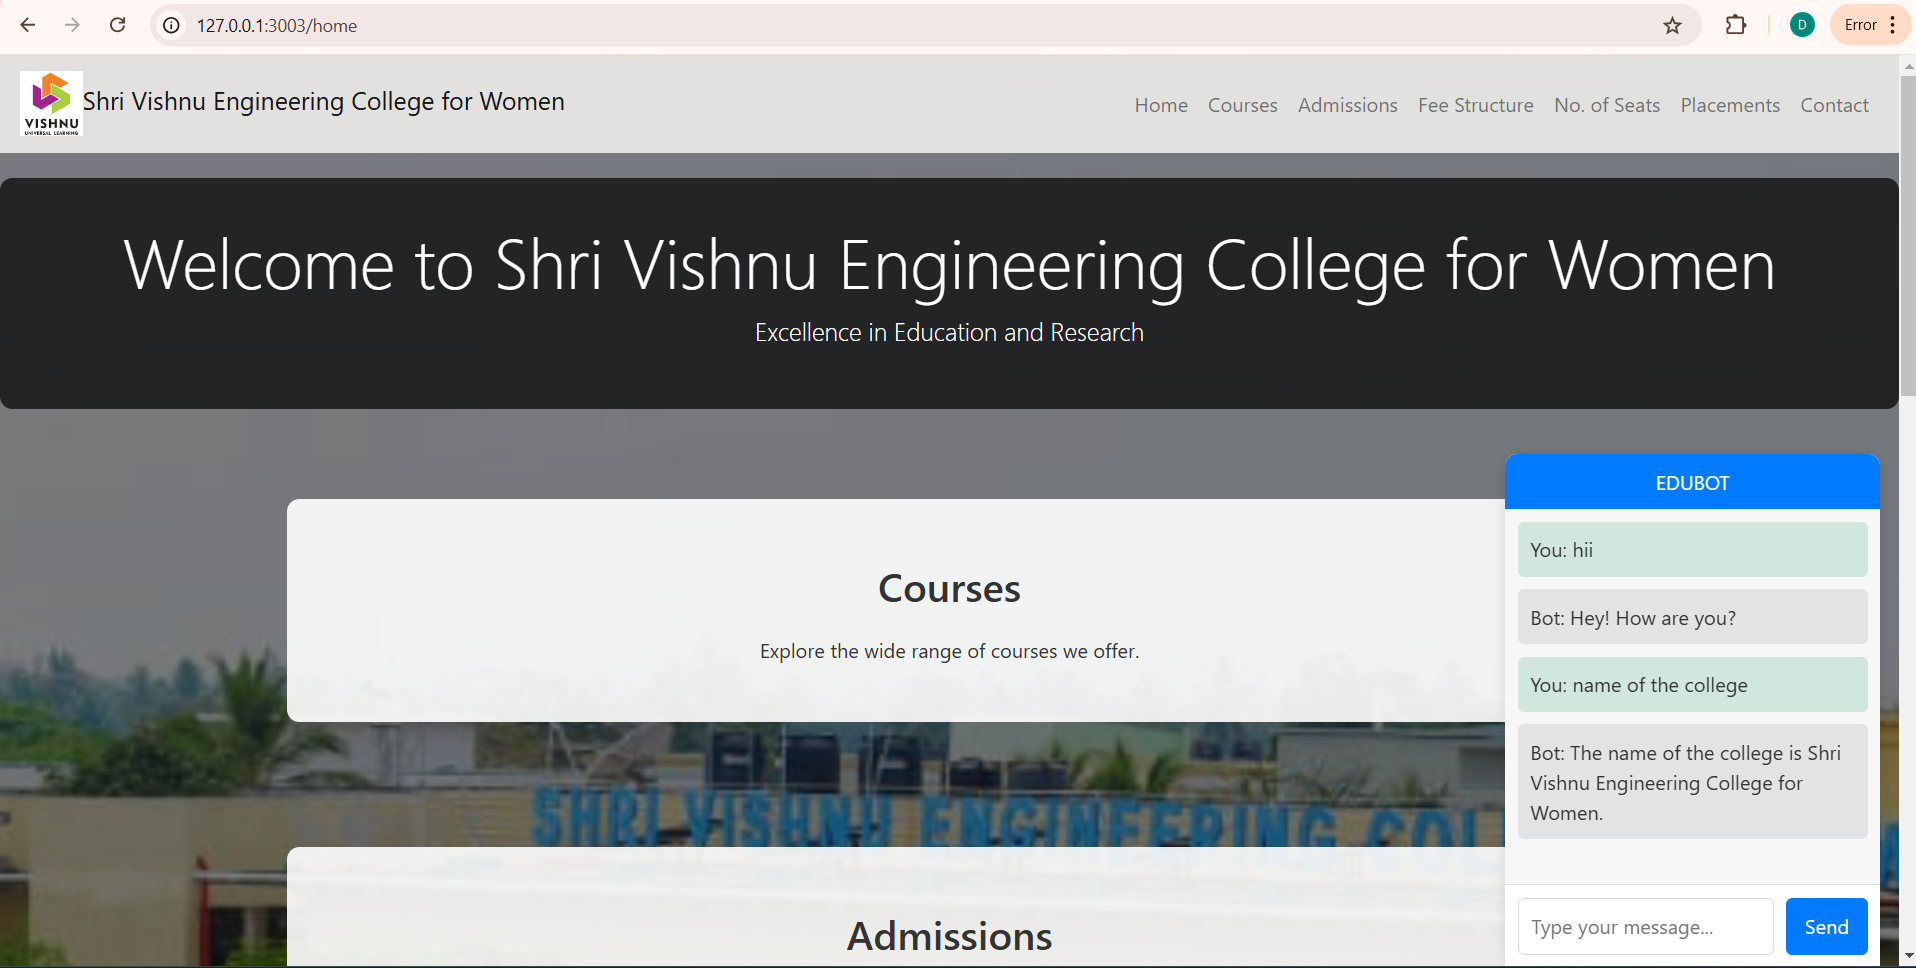 127.0.0.1:3003/home
D
Error
VISHNU
UNIVERSAL LEARNING
Shri Vishnu Engineering College for Women
Home Courses Admissions Fee Structure No. of Seats Placements Contact
Welcome to Shri Vishnu Engineering College for Women
Excellence in Education and Research
Courses
Explore the wide range of courses we offer.
SHRI VISHNU ENGINEERING COL
Admissions
EDUBOT
You: hii
Bot: Hey! How are you?
You: name of the college
Bot: The name of the college is Shri
Vishnu Engineering College for
Women.
Type your message...
Send